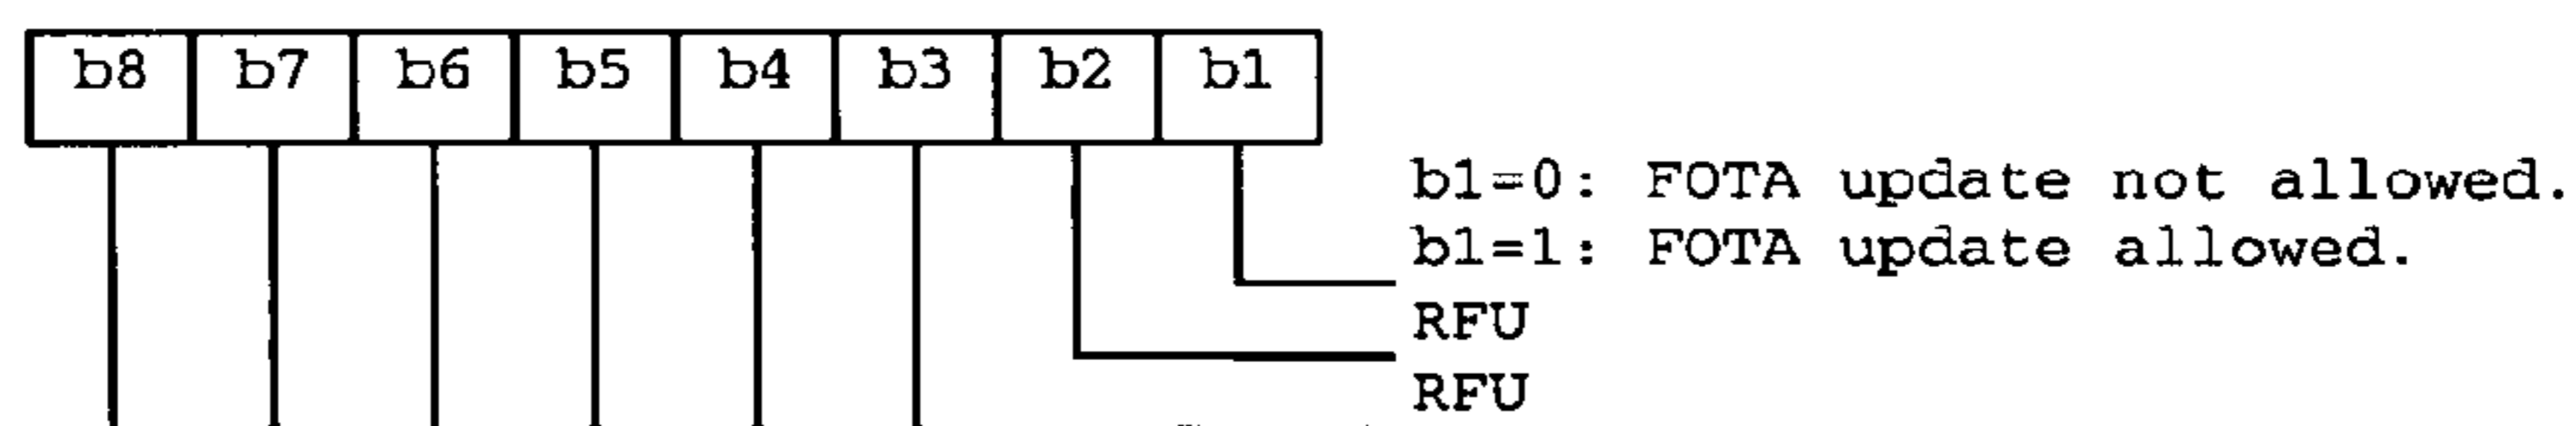 b8 b7 b6 b5 b4 b3 b2 b1
b1=0: FOTA update not allowed.
b1=1: FOTA update allowed.
RFU
RFU